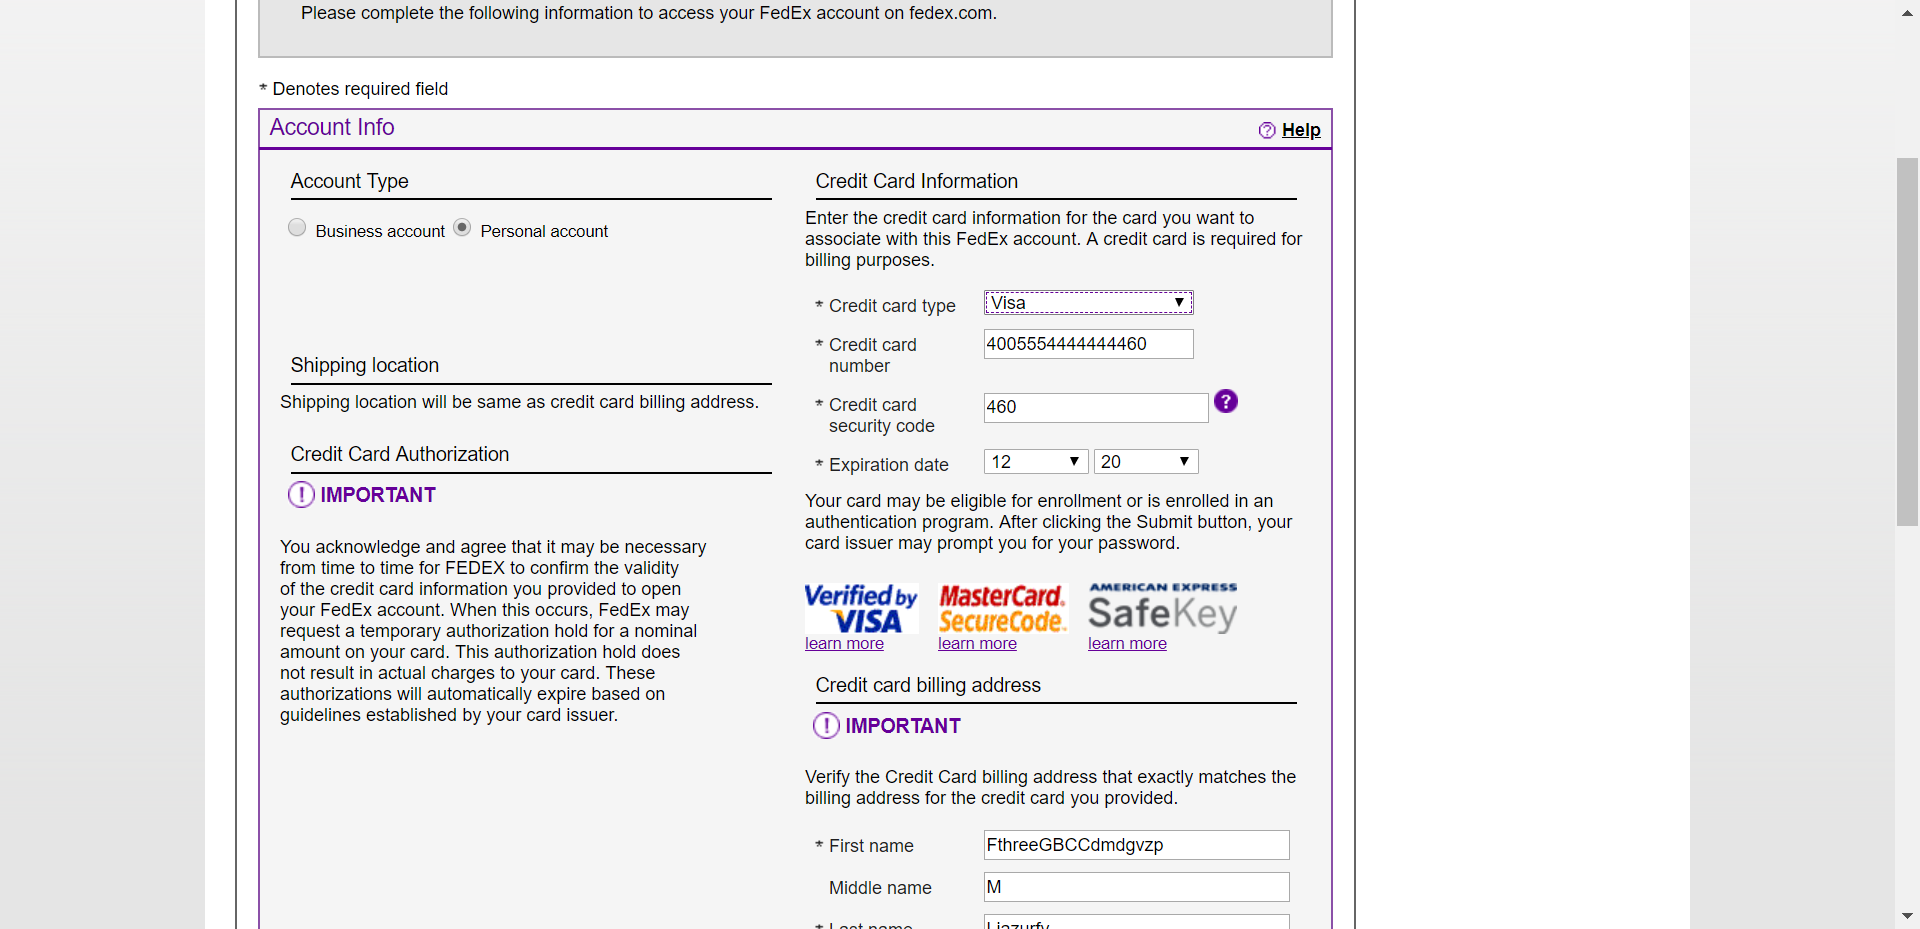 Please complete the following information to access your FedEx account on fedex.com.
* Denotes required field
Account Info
? Help
Account Type
Business account Personal account
Shipping location
Shipping location will be same as credit card billing address.
Credit Card Authorization
! IMPORTANT
You acknowledge and agree that it may be necessary
from time to time for FEDEX to confirm the validity
of the credit card information you provided to open
your FedEx account. When this occurs, FedEx may
request a temporary authorization hold for a nominal
amount on your card. This authorization hold does
not result in actual charges to your card. These
authorizations will automatically expire based on
guidelines established by your card issuer.
Credit Card Information
Enter the credit card information for the card you want to
associate with this FedEx account. A credit card is required for
billing purposes.
* Credit card type Visa
* Credit card
number
4005554444444460
* Credit card
security code
460
?
* Expiration date 12 20
Your card may be eligible for enrollment or is enrolled in an
authentication program. After clicking the Submit button, your
card issuer may prompt you for your password.
Verified by
VISA
learn more
MasterCard.
SecureCode.
learn more
AMERICAN EXPRESS
SafeKey
learn more
Credit card billing address
! IMPORTANT
Verify the Credit Card billing address that exactly matches the
billing address for the credit card you provided.
* First name FthreeGBCCdmdgvzp
Middle name M
* Last name